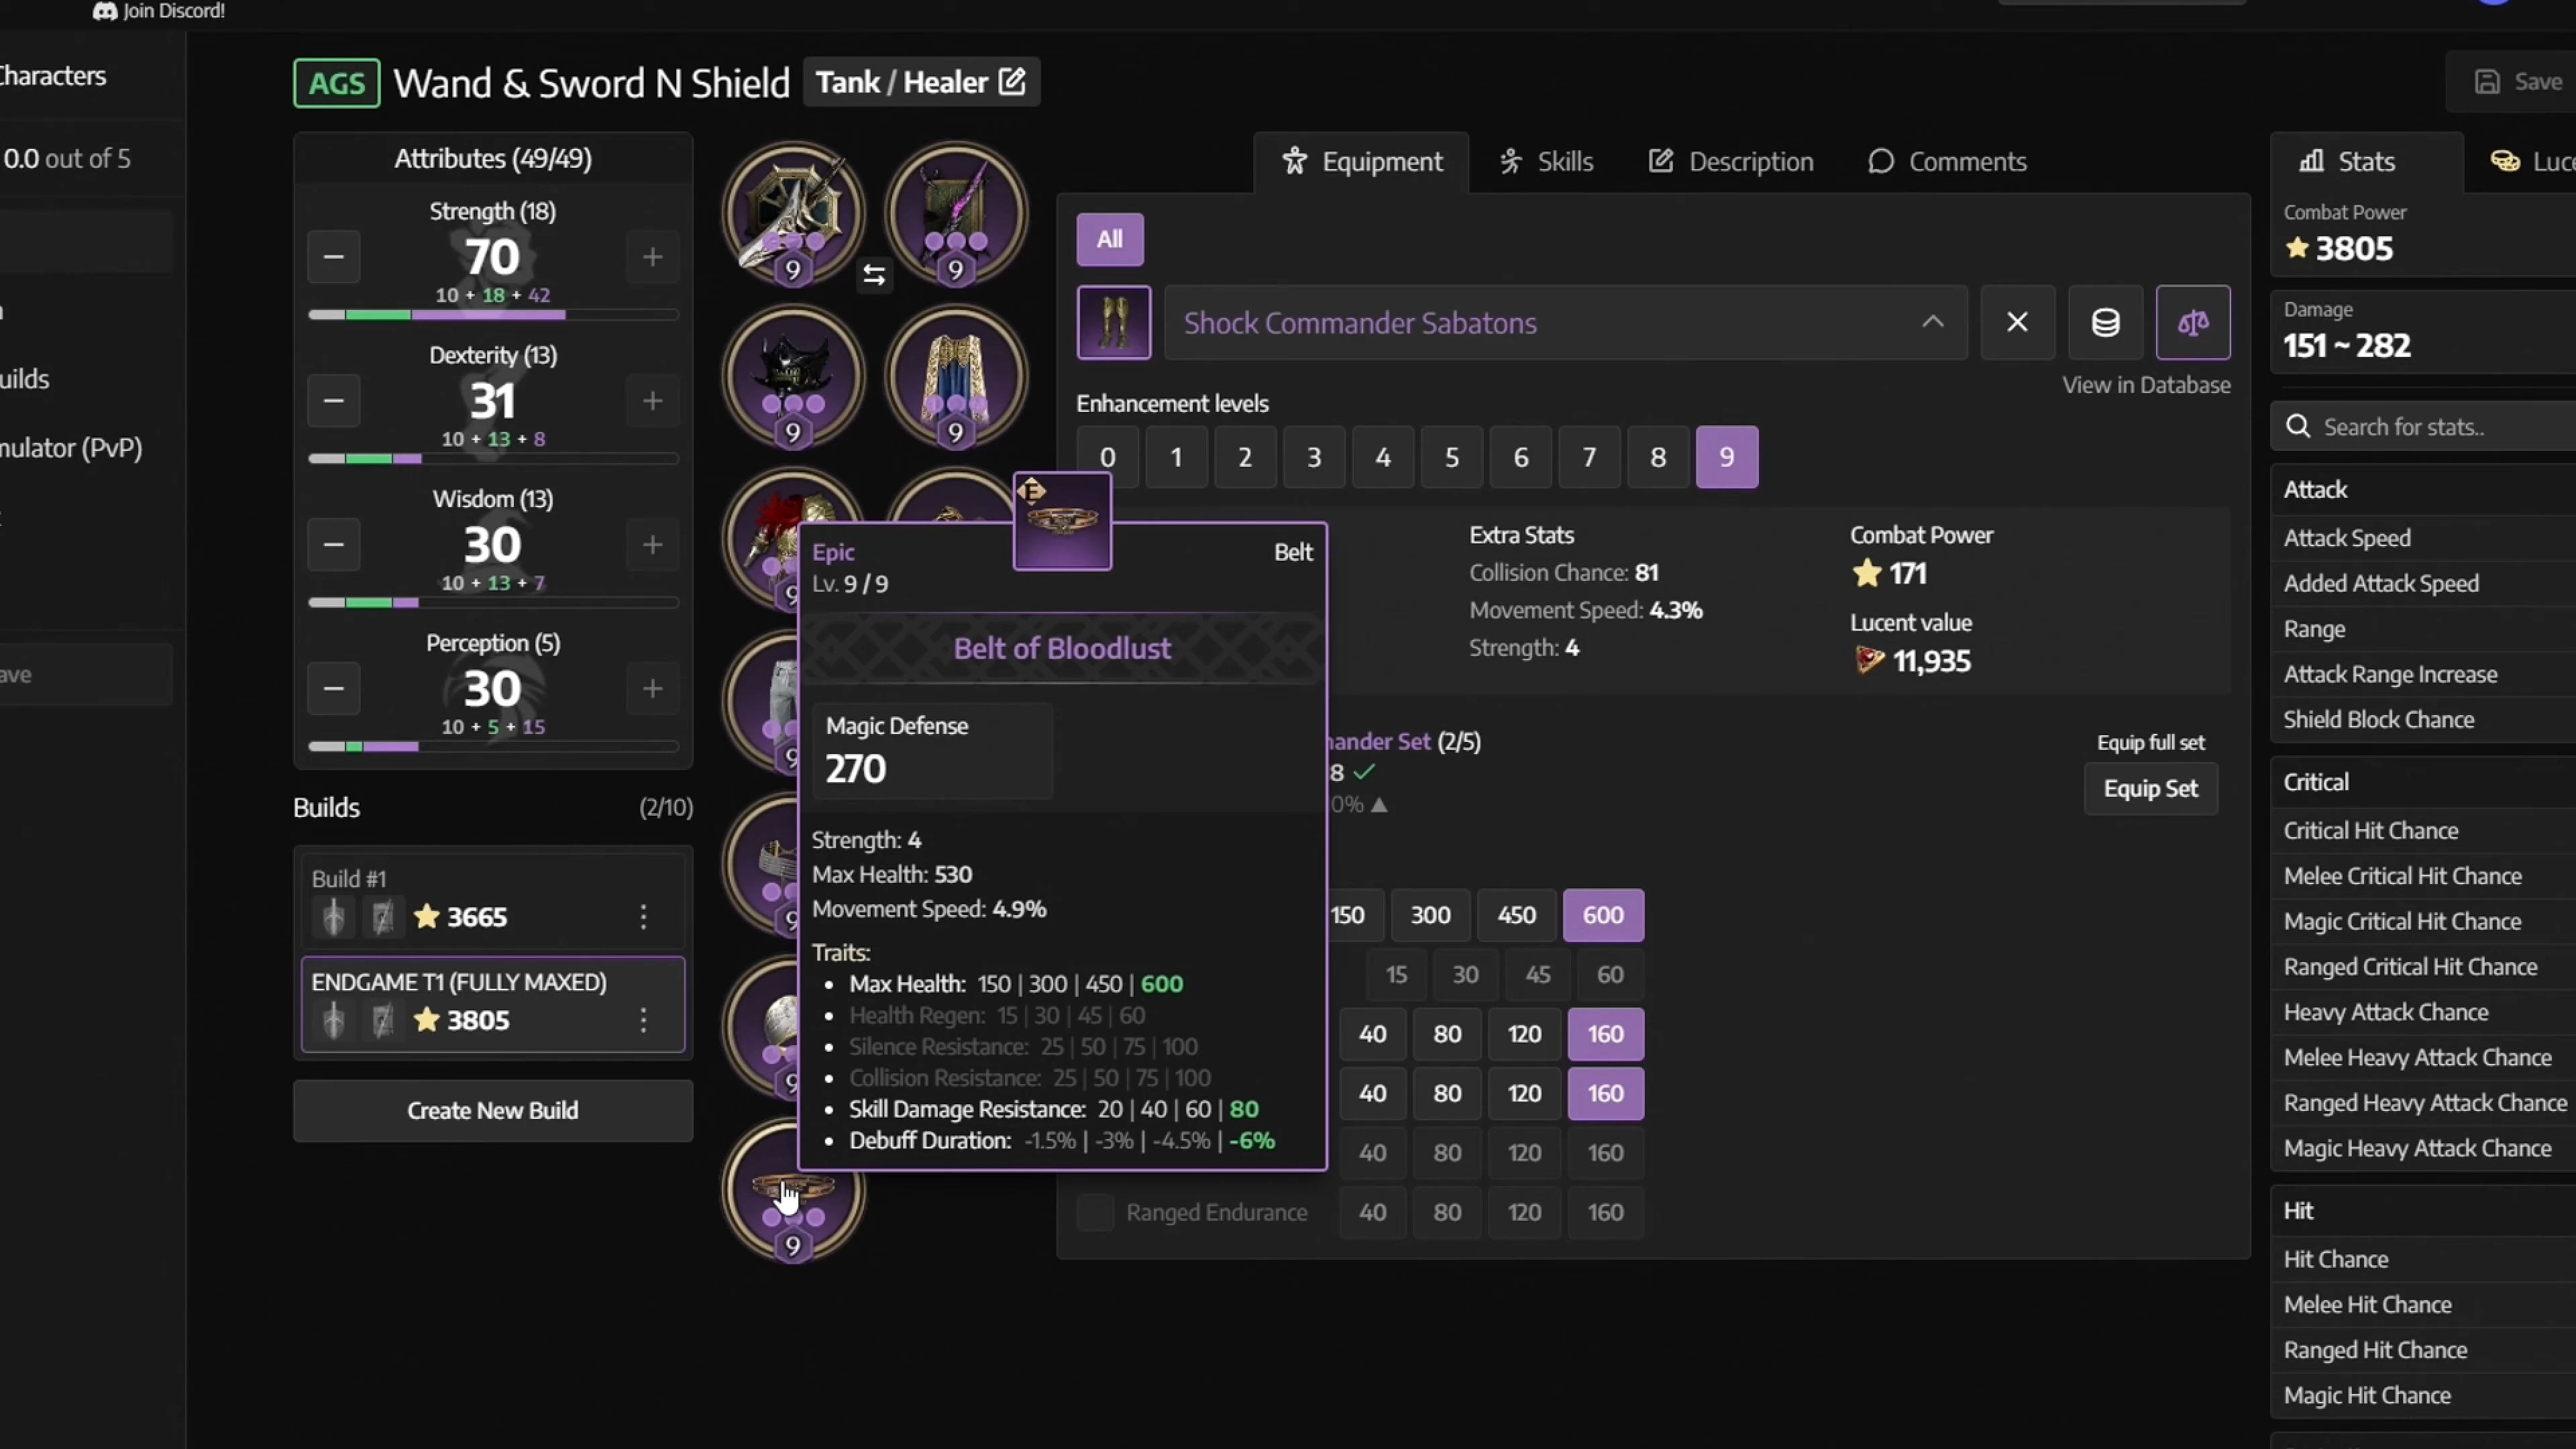 Join Discord!
Characters
0.0 out of 5
uilds
mulator (PvP)
ave
AGS Wand & Sword N Shield Tank / Healer
Save
Attributes (49/49)
Strength (18)
70
10 + 18 + 42
Dexterity (13)
31
10 + 13 + 8
Wisdom (13)
30
10 + 13 + 7
Perception (5)
30
10 + 5 + 15
Builds (2/10)
Build #1
3665
ENDGAME T1 (FULLY MAXED)
3805
Create New Build
9 9
9 9
9
9
9
9
9
Epic Belt
Lv. 9 / 9
Belt of Bloodlust
Magic Defense
270
Strength: 4
Max Health: 530
Movement Speed: 4.9%
Traits:
• Max Health: 150 | 300 | 450 | 600
• Health Regen: 15 | 30 | 45 | 60
• Silence Resistance: 25 | 50 | 75 | 100
• Collision Resistance: 25 | 50 | 75 | 100
• Skill Damage Resistance: 20 | 40 | 60 | 80
• Debuff Duration: -1.5% | -3% | -4.5% | -6%
Equipment Skills Description Comments
All
Shock Commander Sabatons
View in Database
Enhancement levels
0 1 2 3 4 5 6 7 8 9
Extra Stats
Collision Chance: 81
Movement Speed: 4.3%
Strength: 4
Combat Power
171
Lucent value
11,935
mander Set (2/5)
8
0% ▲
Equip full set
Equip Set
150 300 450 600
15 30 45 60
40 80 120 160
40 80 120 160
40 80 120 160
Ranged Endurance 40 80 120 160
Stats Luce
Combat Power
3805
Damage
151 ~ 282
Search for stats..
Attack
Attack Speed
Added Attack Speed
Range
Attack Range Increase
Shield Block Chance
Critical
Critical Hit Chance
Melee Critical Hit Chance
Magic Critical Hit Chance
Ranged Critical Hit Chance
Heavy Attack Chance
Melee Heavy Attack Chance
Ranged Heavy Attack Chance
Magic Heavy Attack Chance
Hit
Hit Chance
Melee Hit Chance
Ranged Hit Chance
Magic Hit Chance